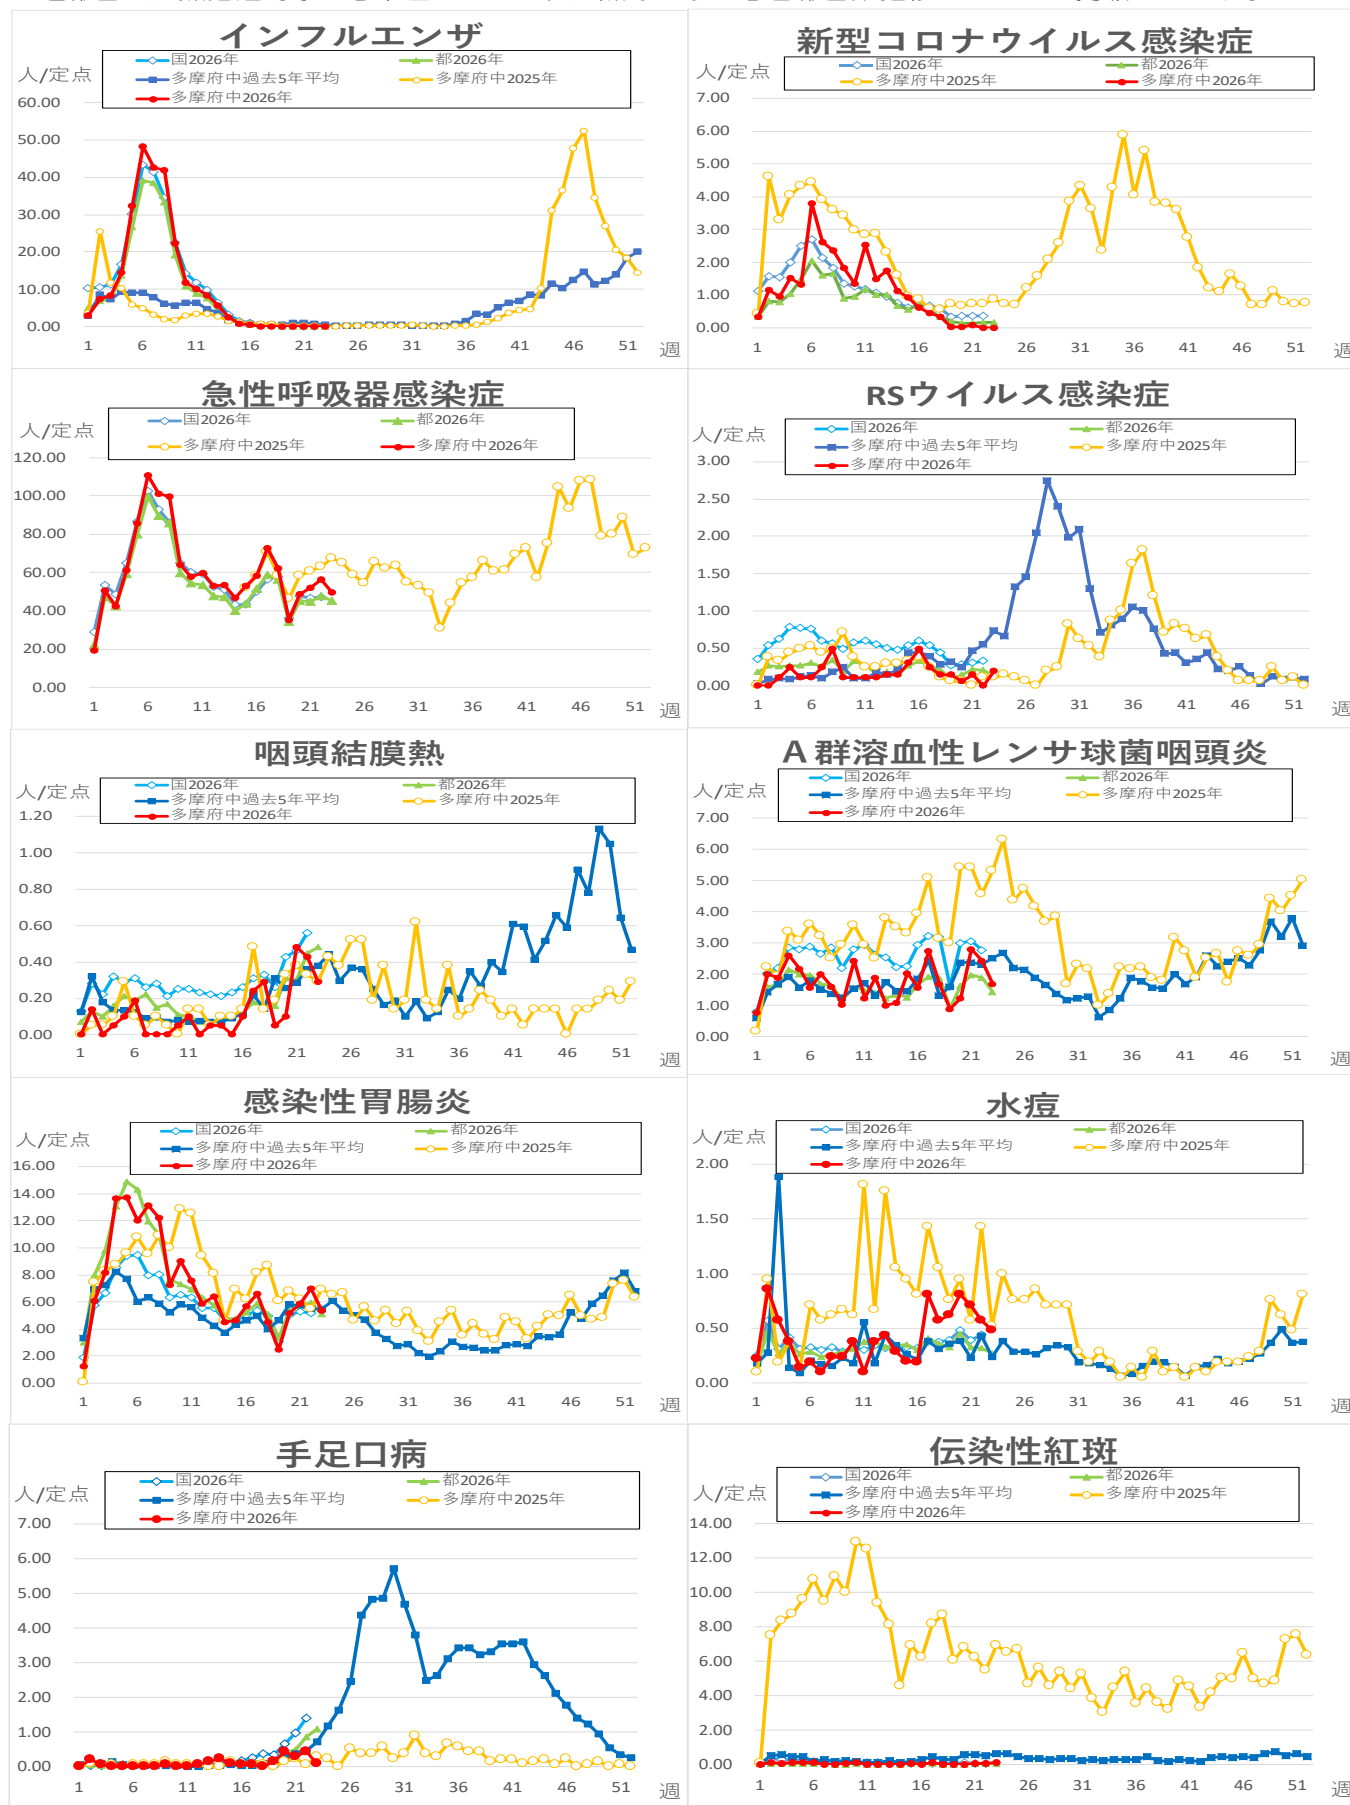 インフルエンザ
人/定点
国2026年
都2026年
多摩府中過去5年平均
多摩府中2025年
多摩府中2026年
60.00
50.00
40.00
30.00
20.00
10.00
0.00
1 6 11 16 21 26 31 36 41 46 51 週
新型コロナウイルス感染症
人/定点
国2026年
都2026年
多摩府中2025年
多摩府中2026年
7.00
6.00
5.00
4.00
3.00
2.00
1.00
0.00
1 6 11 16 21 26 31 36 41 46 51 週
急性呼吸器感染症
人/定点
国2026年
都2026年
多摩府中2025年
多摩府中2026年
120.00
100.00
80.00
60.00
40.00
20.00
0.00
1 6 11 16 21 26 31 36 41 46 51 週
RSウイルス感染症
人/定点
国2026年
都2026年
多摩府中過去5年平均
多摩府中2025年
多摩府中2026年
3.00
2.50
2.00
1.50
1.00
0.50
0.00
1 6 11 16 21 26 31 36 41 46 51 週
咽頭結膜熱
人/定点
国2026年
都2026年
多摩府中過去5年平均
多摩府中2025年
多摩府中2026年
1.20
1.00
0.80
0.60
0.40
0.20
0.00
1 6 11 16 21 26 31 36 41 46 51 週
A群溶血性レンサ球菌咽頭炎
人/定点
国2026年
都2026年
多摩府中過去5年平均
多摩府中2025年
多摩府中2026年
7.00
6.00
5.00
4.00
3.00
2.00
1.00
0.00
1 6 11 16 21 26 31 36 41 46 51 週
感染性胃腸炎
人/定点
国2026年
都2026年
多摩府中過去5年平均
多摩府中2025年
多摩府中2026年
16.00
14.00
12.00
10.00
8.00
6.00
4.00
2.00
0.00
1 6 11 16 21 26 31 36 41 46 51 週
水痘
人/定点
国2026年
都2026年
多摩府中過去5年平均
多摩府中2025年
多摩府中2026年
2.00
1.50
1.00
0.50
0.00
1 6 11 16 21 26 31 36 41 46 51 週
手足口病
人/定点
国2026年
都2026年
多摩府中過去5年平均
多摩府中2025年
多摩府中2026年
7.00
6.00
5.00
4.00
3.00
2.00
1.00
0.00
1 6 11 16 21 26 31 36 41 46 51 週
伝染性紅斑
人/定点
国2026年
都2026年
多摩府中過去5年平均
多摩府中2025年
多摩府中2026年
14.00
12.00
10.00
8.00
6.00
4.00
2.00
0.00
1 6 11 16 21 26 31 36 41 46 51 週